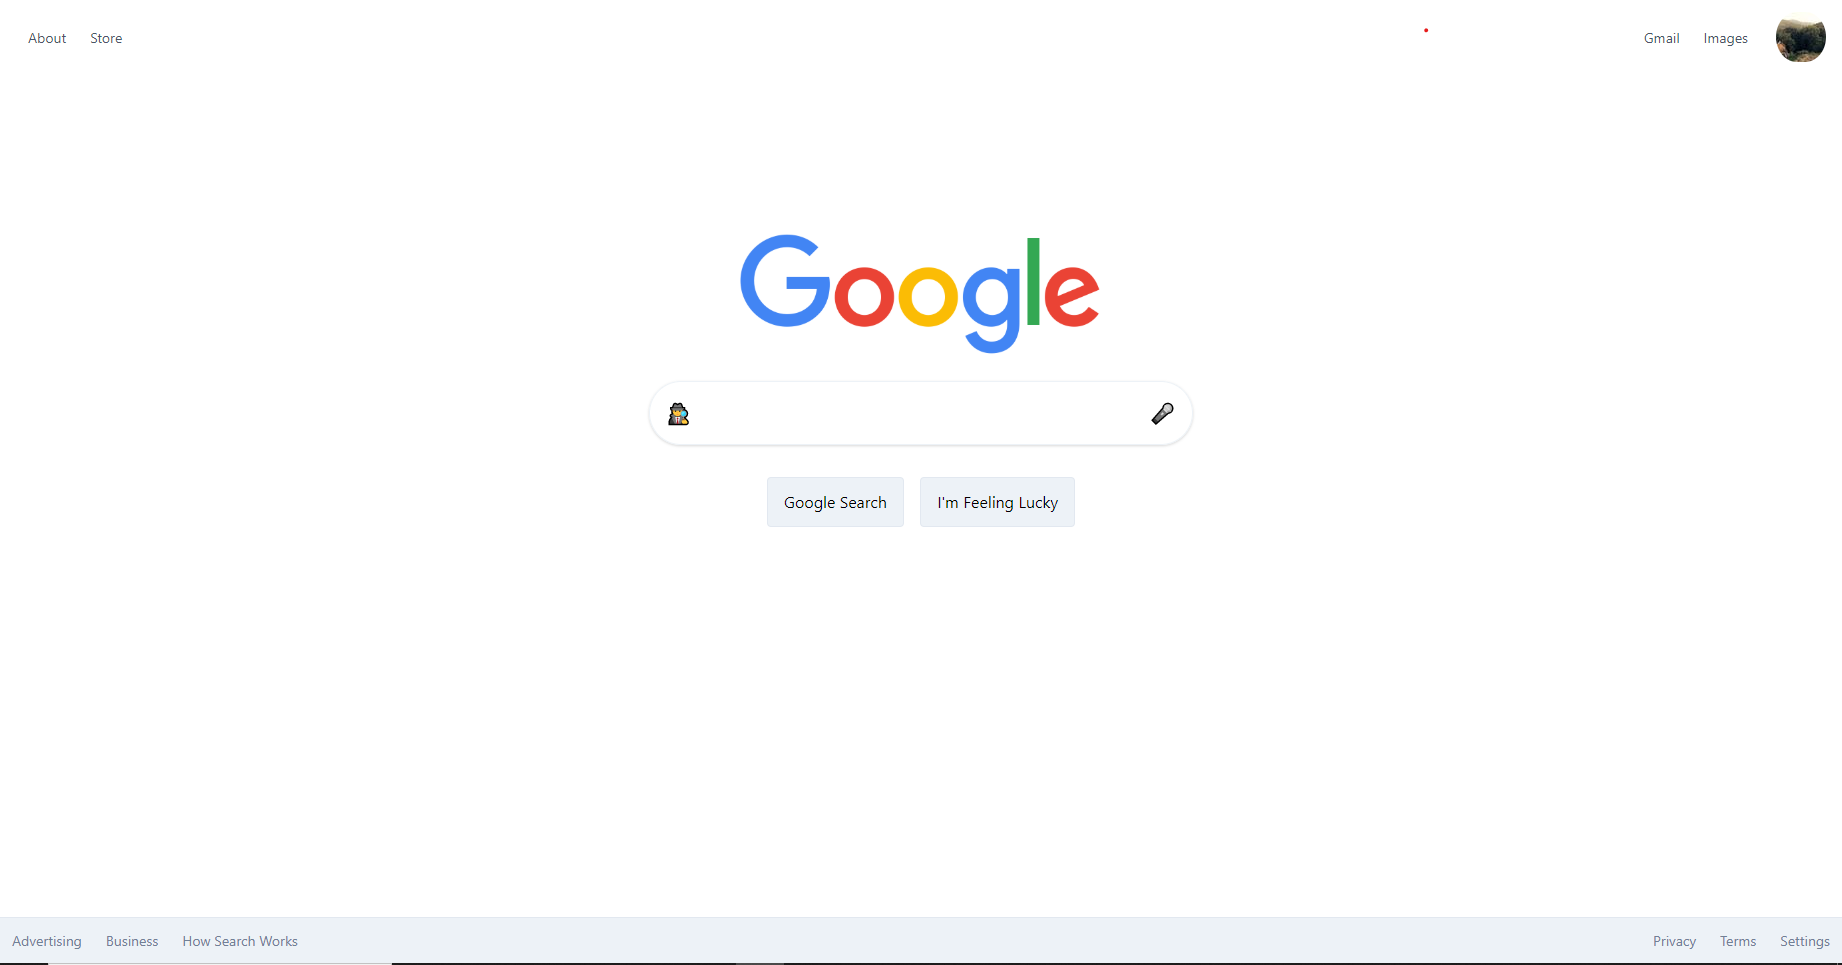 About Store Gmail Images
Google
Google Search I'm Feeling Lucky
Advertising Business How Search Works Privacy Terms Settings